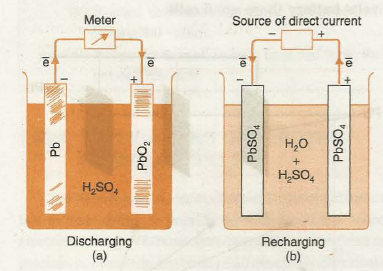 Meter
e̅
e̅
−
+
Pb
PbO₂
H₂SO₄
Discharging
(a)
Source of direct current
−
+
e̅
e̅
−
+
PbSO₄
H₂O
+
H₂SO₄
PbSO₄
Recharging
(b)